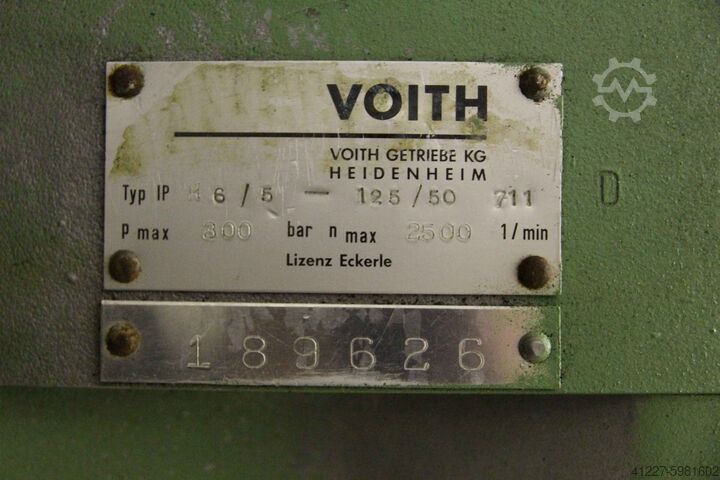 VOITH
VOITH GETRIEBE KG
HEIDENHEIM
Typ IP H 6/5 — 125/50 711
P max 300 bar n max 2500 1/min
Lizenz Eckerle
D
189626
41227-5981602